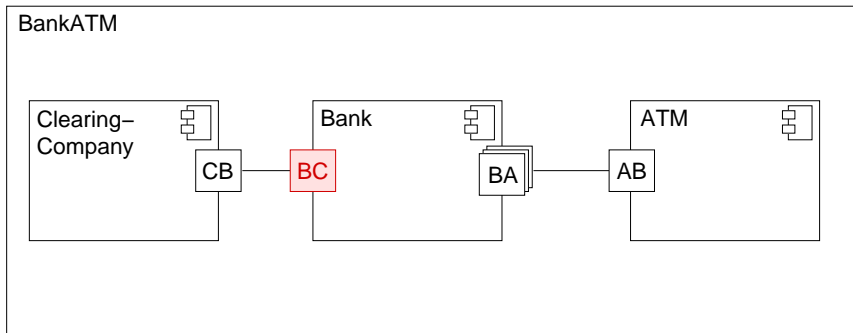 BankATM
Clearing–
Company
Bank
ATM
CB
BC
BA
AB